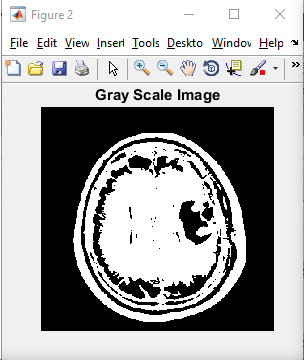 Figure 2
File Edit View Insert Tools Deskto Window Help
Gray Scale Image